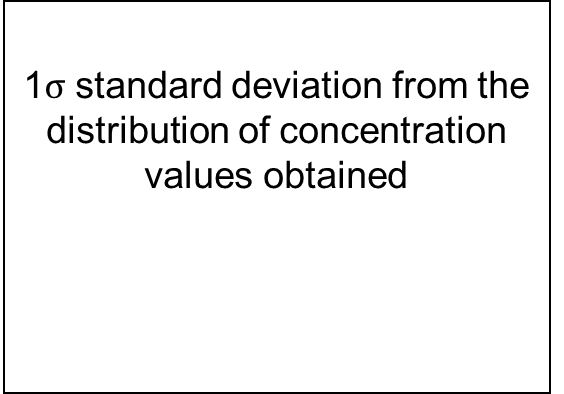 1σ standard deviation from the
distribution of concentration
values obtained